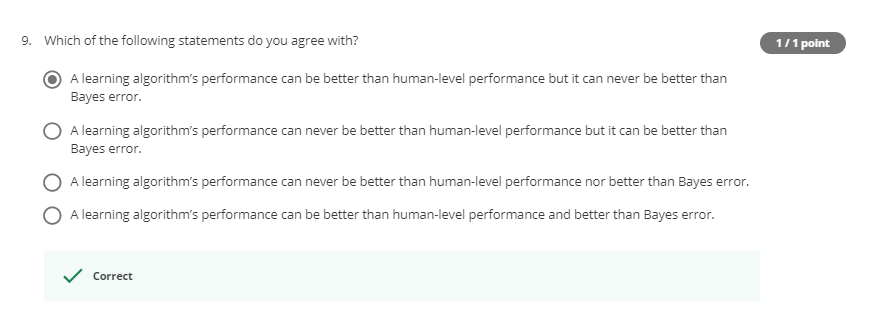 9. Which of the following statements do you agree with?
1 / 1 point
A learning algorithm's performance can be better than human-level performance but it can never be better than
Bayes error.
A learning algorithm's performance can never be better than human-level performance but it can be better than
Bayes error.
A learning algorithm's performance can never be better than human-level performance nor better than Bayes error.
A learning algorithm's performance can be better than human-level performance and better than Bayes error.
Correct